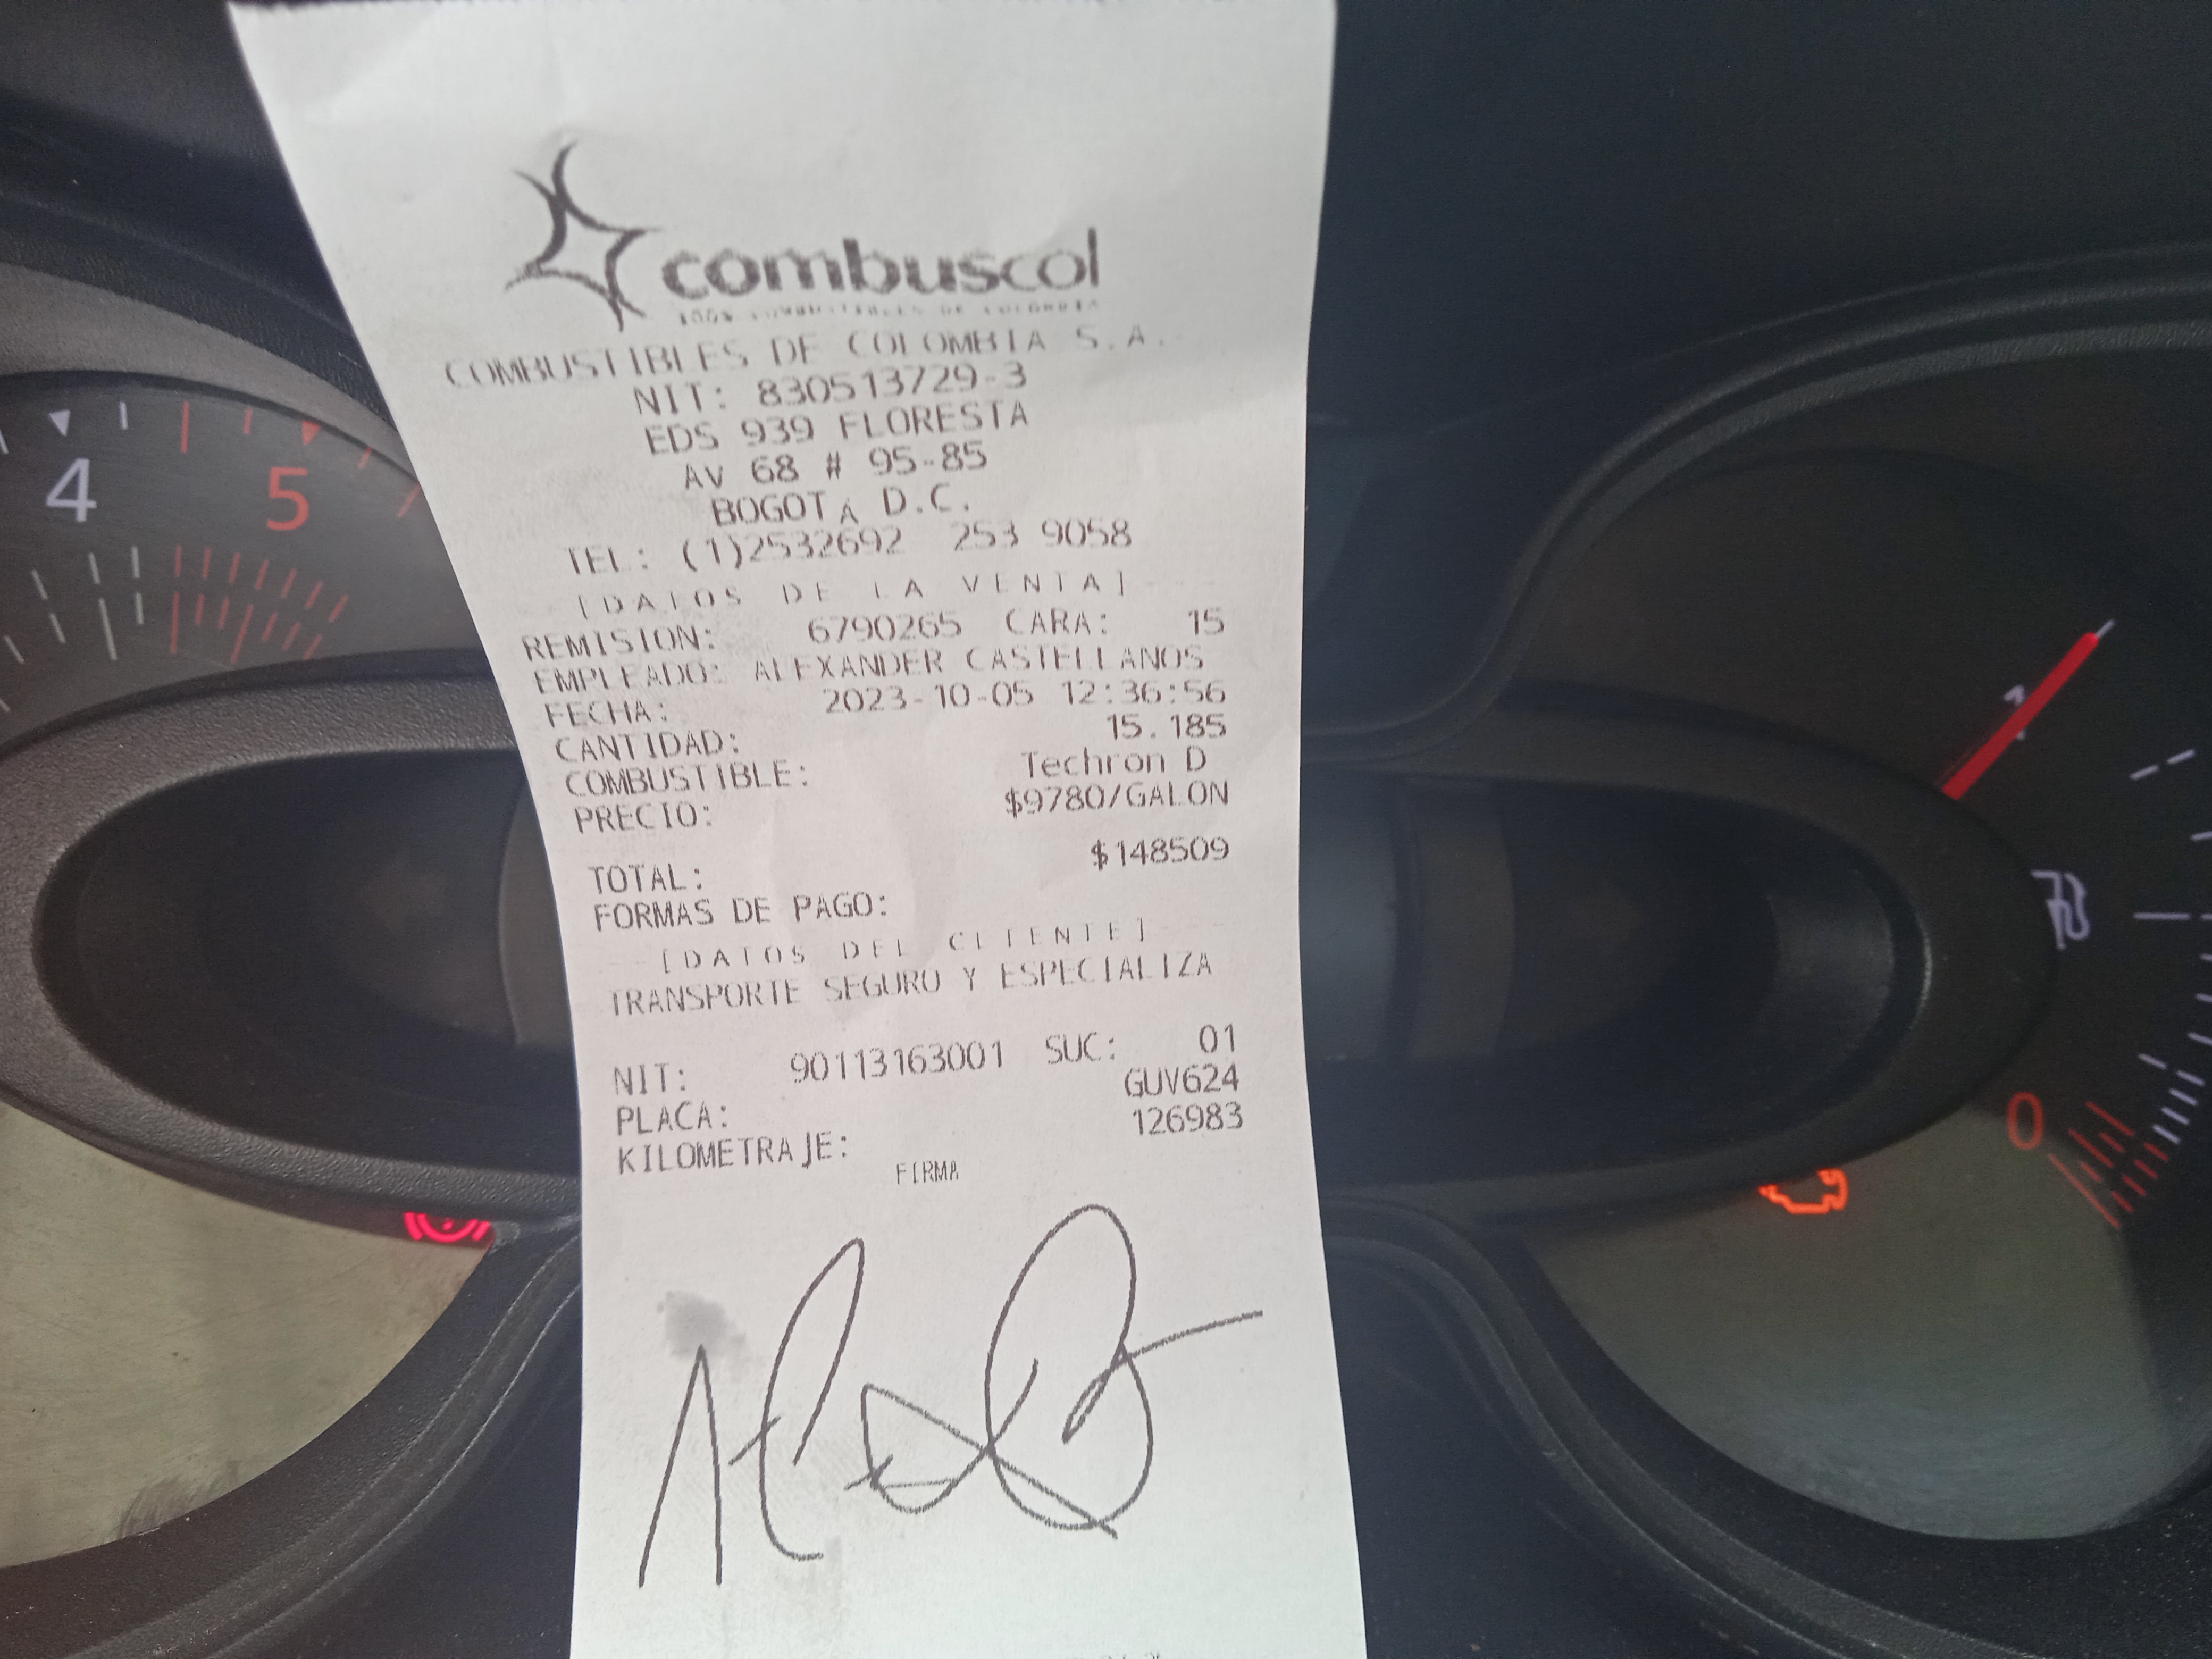 combuscol
COMBUSTIBLES DE COLOMBIA S.A.
NIT: 830513729-3
EDS 939 FLORESTA
AV 68 # 95-85
BOGOTÁ D.C.
TEL: (1)2532692 253 9058
[DATOS DE LA VENTA]
REMISION: 6790265 CARA: 15
EMPLEADO: ALEXANDER CASTELLANOS
FECHA: 2023-10-05 12:36:56
CANTIDAD: 15.185
COMBUSTIBLE: Techron D
PRECIO: $9780/GALON
TOTAL: $148509
FORMAS DE PAGO:
[DATOS DEL CLIENTE]
TRANSPORTE SEGURO Y ESPECIALIZA
NIT: 90113163001 SUC: 01
PLACA: GUV624
KILOMETRAJE: 126983
FIRMA
4 5
1
0